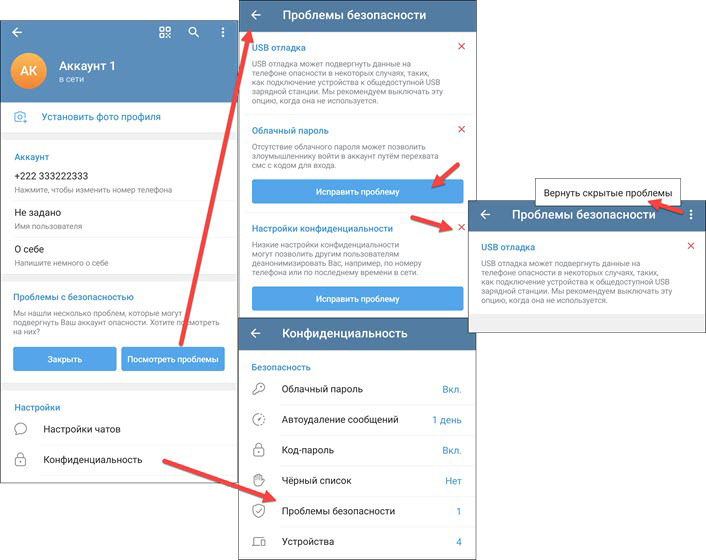 Аккаунт 1
АК
в сети
Установить фото профиля
Аккаунт
+222 333222333
Нажмите, чтобы изменить номер телефона
Не задано
Имя пользователя
О себе
Напишите немного о себе
Проблемы с безопасностью
Мы нашли несколько проблем, которые могут
подвергнуть Ваш аккаунт опасности. Хотите посмотреть
на них?
Закрыть
Посмотреть проблемы
Настройки
Настройки чатов
Конфиденциальность
Проблемы безопасности
USB отладка
USB отладка может подвергнуть данные на
телефоне опасности в некоторых случаях, таких,
как подключение устройства к общедоступной USB
зарядной станции. Мы рекомендуем выключать эту
опцию, когда она не используется.
Облачный пароль
Отсутствие облачного пароля может позволить
злоумышленнику войти в аккаунт путём перехвата
смс с кодом для входа.
Исправить проблему
Настройки конфиденциальности
Низкие настройки конфиденциальности
могут позволить другим пользователям
деанонимизировать Вас, например, по номеру
телефона или по последнему времени в сети.
Исправить проблему
Конфиденциальность
Безопасность
Облачный пароль Вкл.
Автоудаление сообщений 1 день
Код-пароль Вкл.
Чёрный список Нет
Проблемы безопасности 1
Устройства 4
Вернуть скрытые проблемы
Проблемы безопасности
USB отладка
USB отладка может подвергнуть данные на
телефоне опасности в некоторых случаях, таких,
как подключение устройства к общедоступной USB
зарядной станции. Мы рекомендуем выключать эту
опцию, когда она не используется.